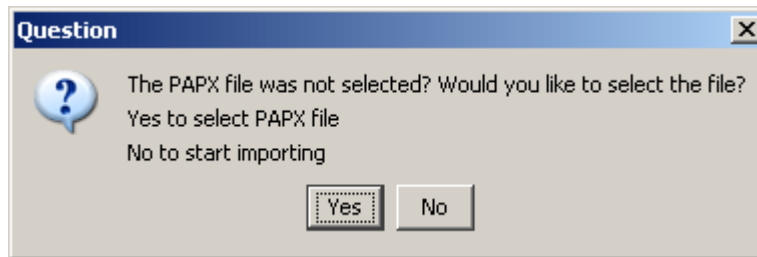 Question
The PAPX file was not selected? Would you like to select the file?
Yes to select PAPX file
No to start importing
Yes No